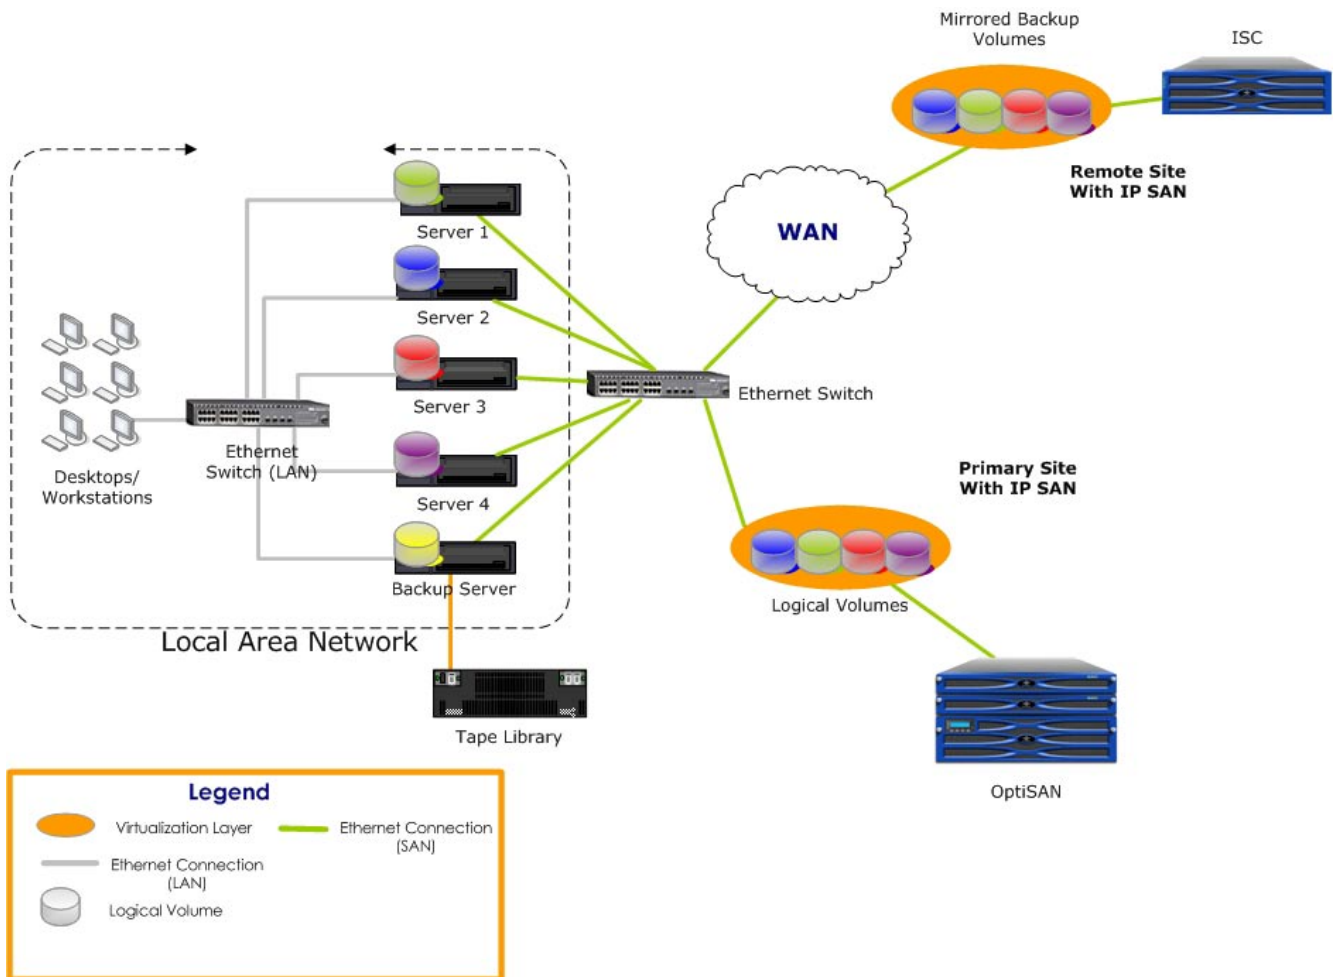 Mirrored Backup
Volumes
ISC
Remote Site
With IP SAN
WAN
Server 1
Server 2
Server 3
Server 4
Backup Server
Ethernet
Switch (LAN)
Desktops/
Workstations
Ethernet Switch
Primary Site
With IP SAN
Logical Volumes
Local Area Network
Tape Library
OptiSAN
Legend
Virtualization Layer
Ethernet Connection
(SAN)
Ethernet Connection
(LAN)
Logical Volume